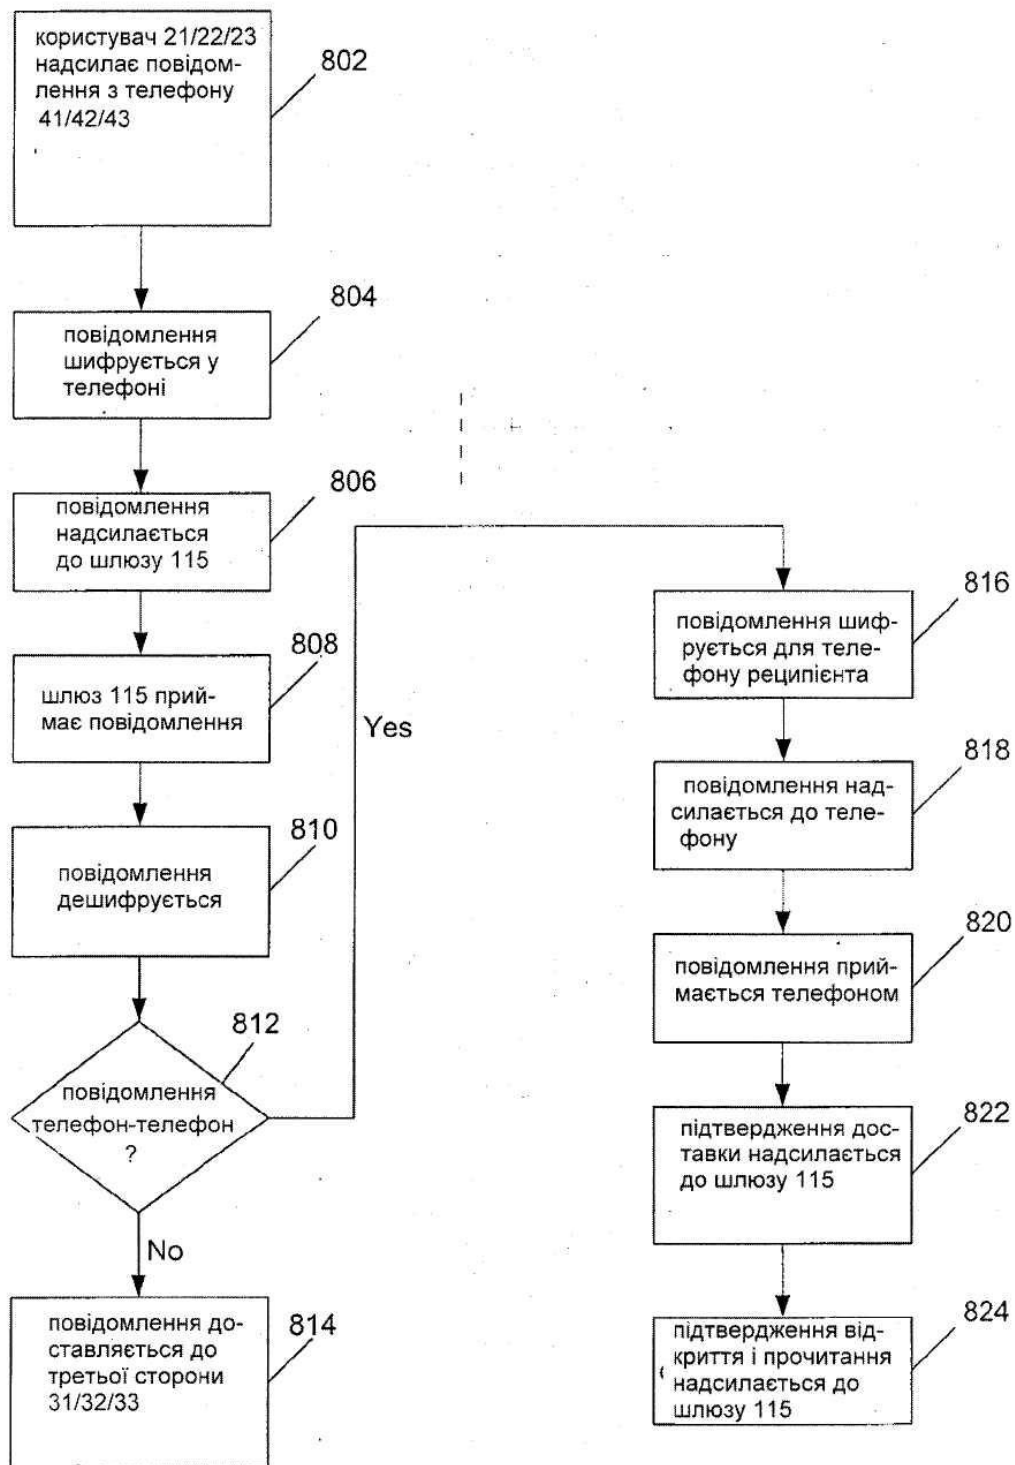 користувач 21/22/23
надсилає повідом-
лення з телефону
41/42/43
802
804
повідомлення
шифрується у
телефоні
806
повідомлення
надсилається
до шлюзу 115
808
шлюз 115 прий-
має повідомлення
810
повідомлення
дешифрується
812
повідомлення
телефон-телефон
?
Yes
No
814
повідомлення до-
ставляється до
третьої сторони
31/32/33
816
повідомлення шиф-
рується для теле-
фону реципієнта
818
повідомлення над-
силається до теле-
фону
820
повідомлення прий-
мається телефоном
822
підтвердження дос-
тавки надсилається
до шлюзу 115
824
підтвердження від-
криття і прочитання
надсилається до
шлюзу 115